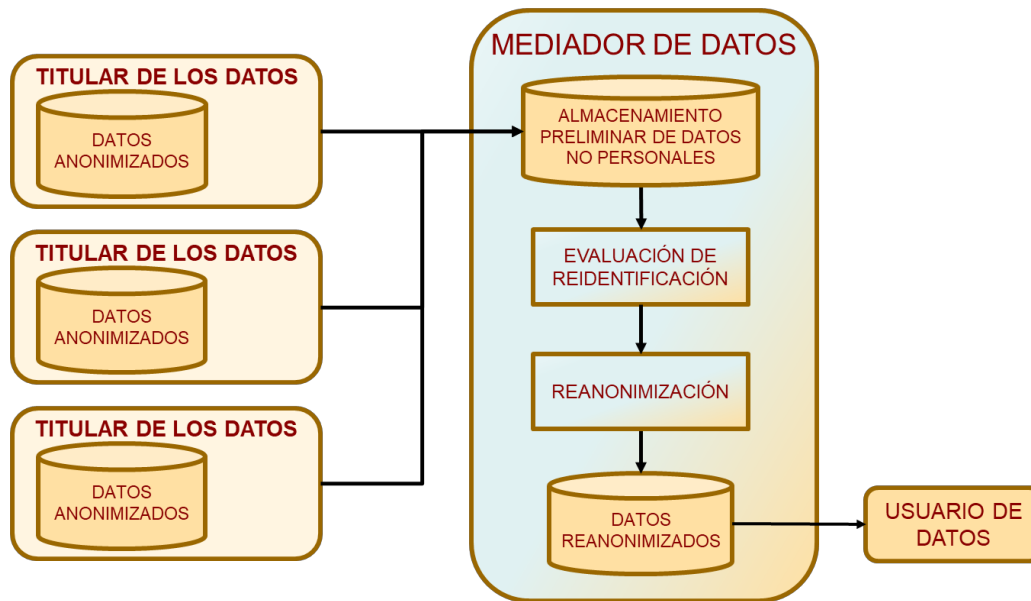 TITULAR DE LOS DATOS
DATOS
ANONIMIZADOS
TITULAR DE LOS DATOS
DATOS
ANONIMIZADOS
TITULAR DE LOS DATOS
DATOS
ANONIMIZADOS
MEDIADOR DE DATOS
ALMACENAMIENTO
PRELIMINAR DE DATOS
NO PERSONALES
EVALUACIÓN DE
REIDENTIFICACIÓN
REANONIMIZACIÓN
DATOS
REANONIMIZADOS
USUARIO DE
DATOS